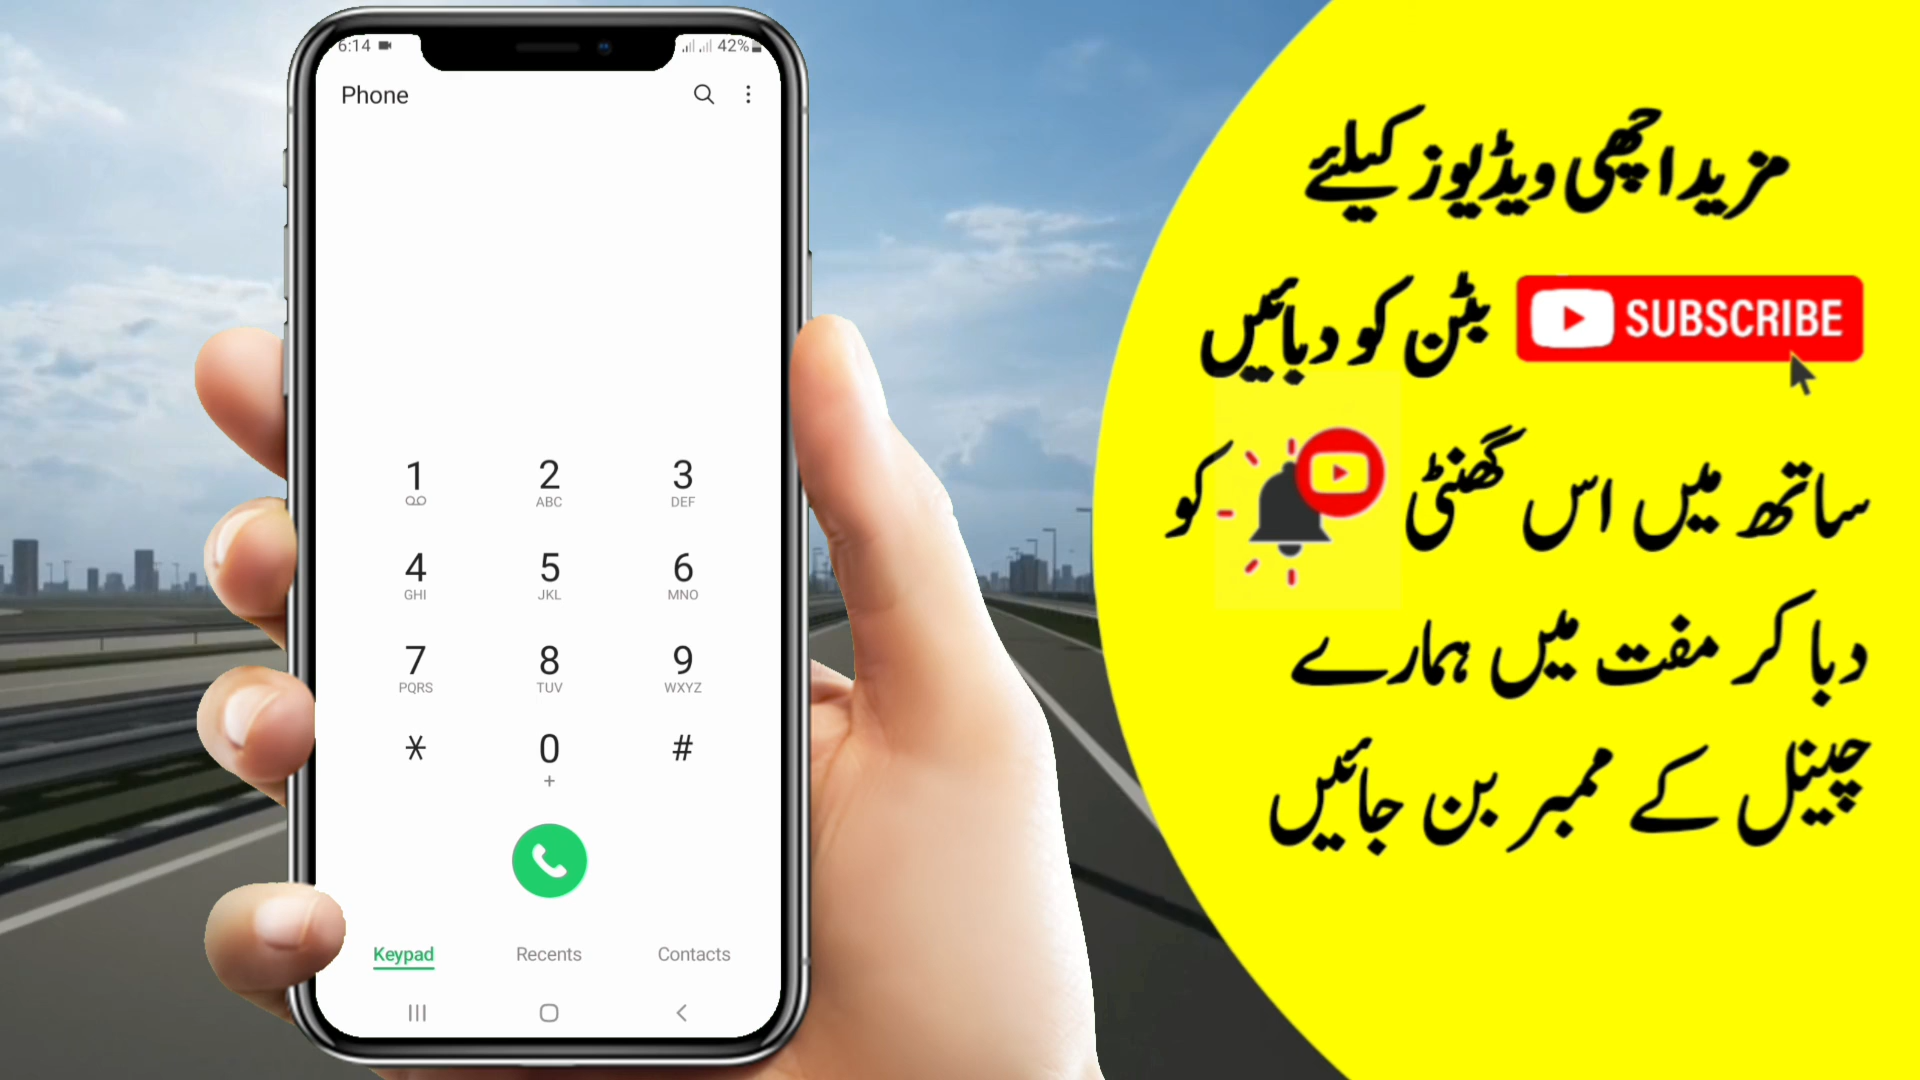 6:14
42%
Phone
1
2 ABC
3 DEF
4 GHI
5 JKL
6 MNO
7 PQRS
8 TUV
9 WXYZ
*
0 +
#
Keypad Recents Contacts
مزید اچھی ویڈیوز کیلئے
SUBSCRIBE بٹن کو دبائیں
ساتھ میں اس گھنٹی کو
دبا کر مفت میں ہمارے
چینل کے ممبر بن جائیں